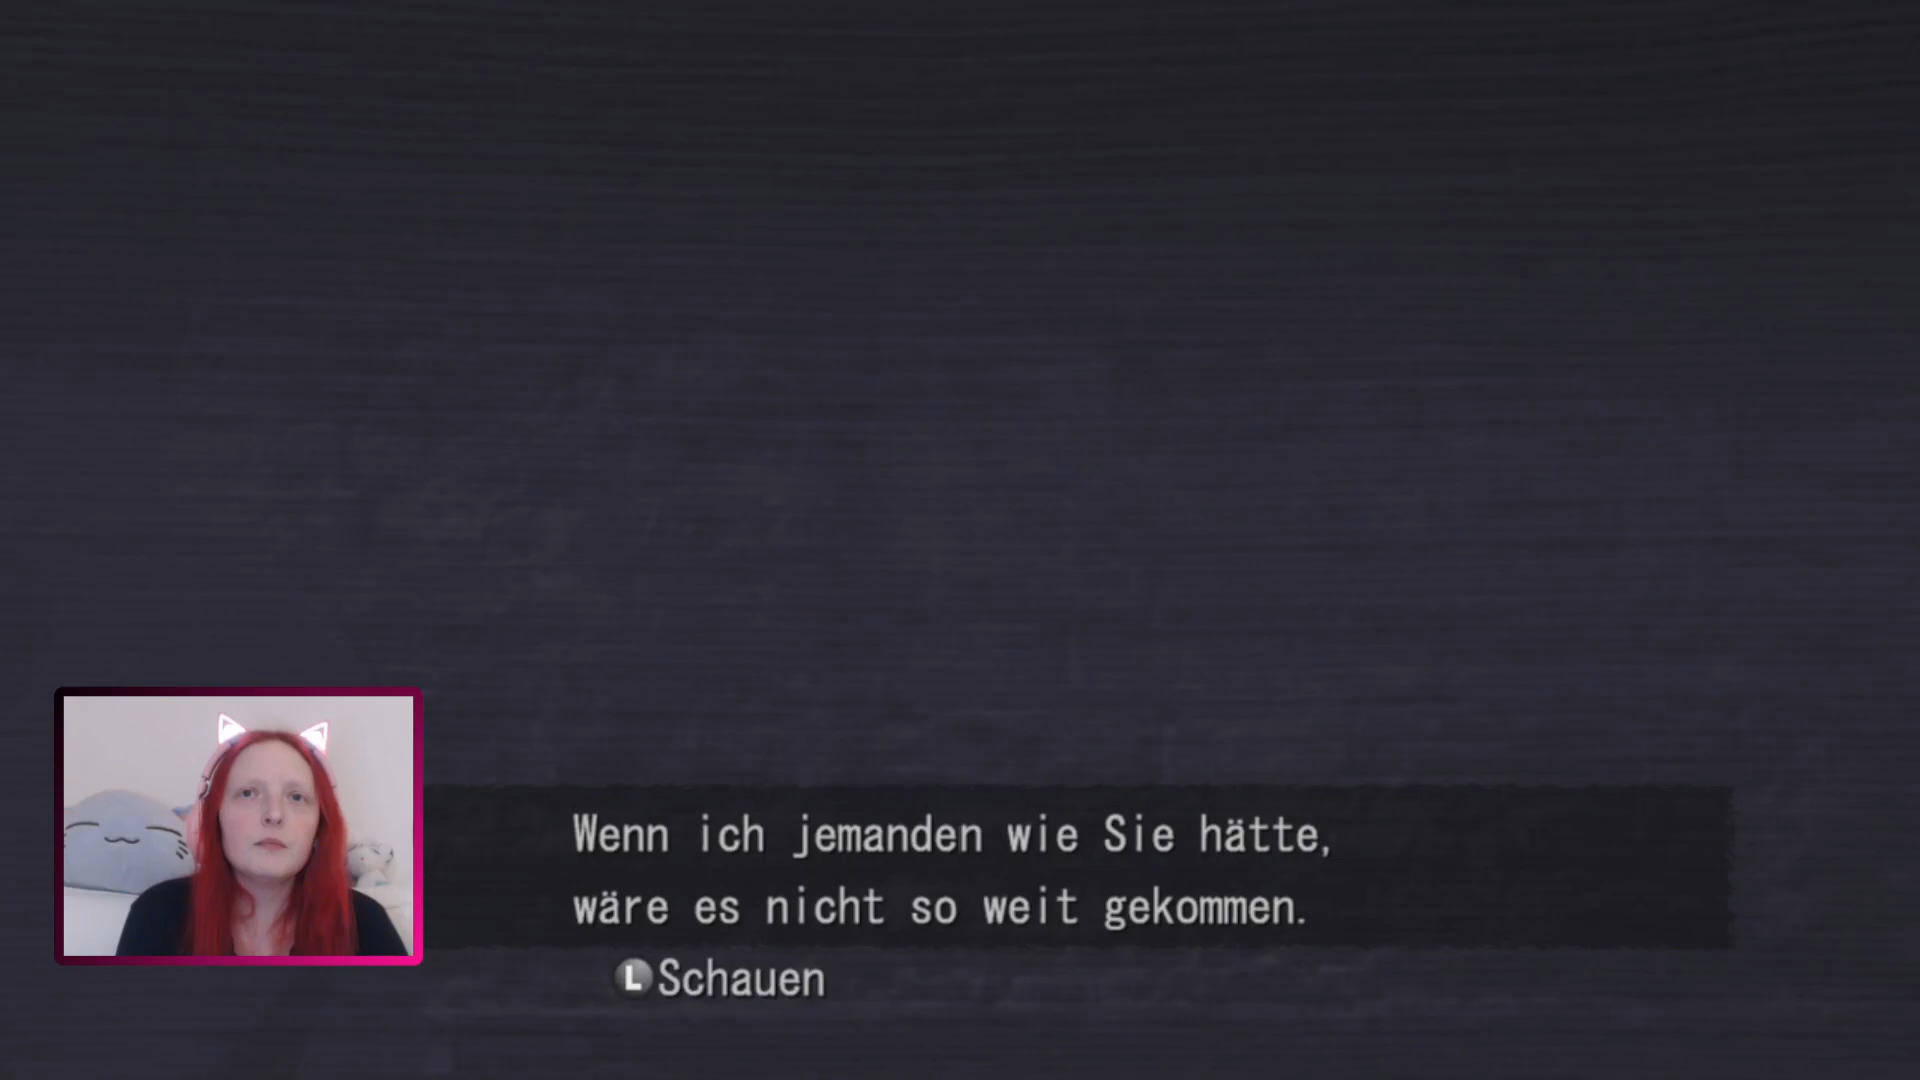 Wenn ich jemanden wie Sie hätte,
wäre es nicht so weit gekommen.
L Schauen